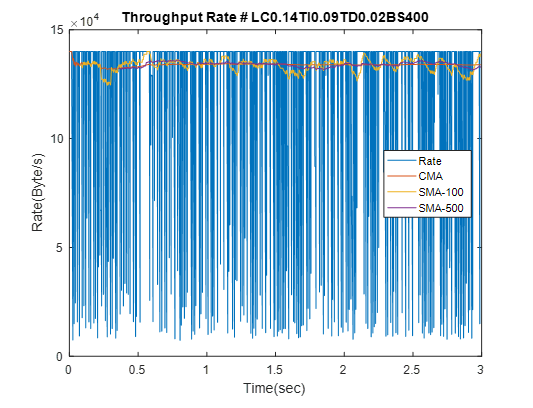 Throughput Rate # LC0.14TI0.09TD0.02BS400
×10⁴
15
10
5
0
Rate(Byte/s)
Rate
CMA
SMA-100
SMA-500
0 0.5 1 1.5 2 2.5 3
Time(sec)